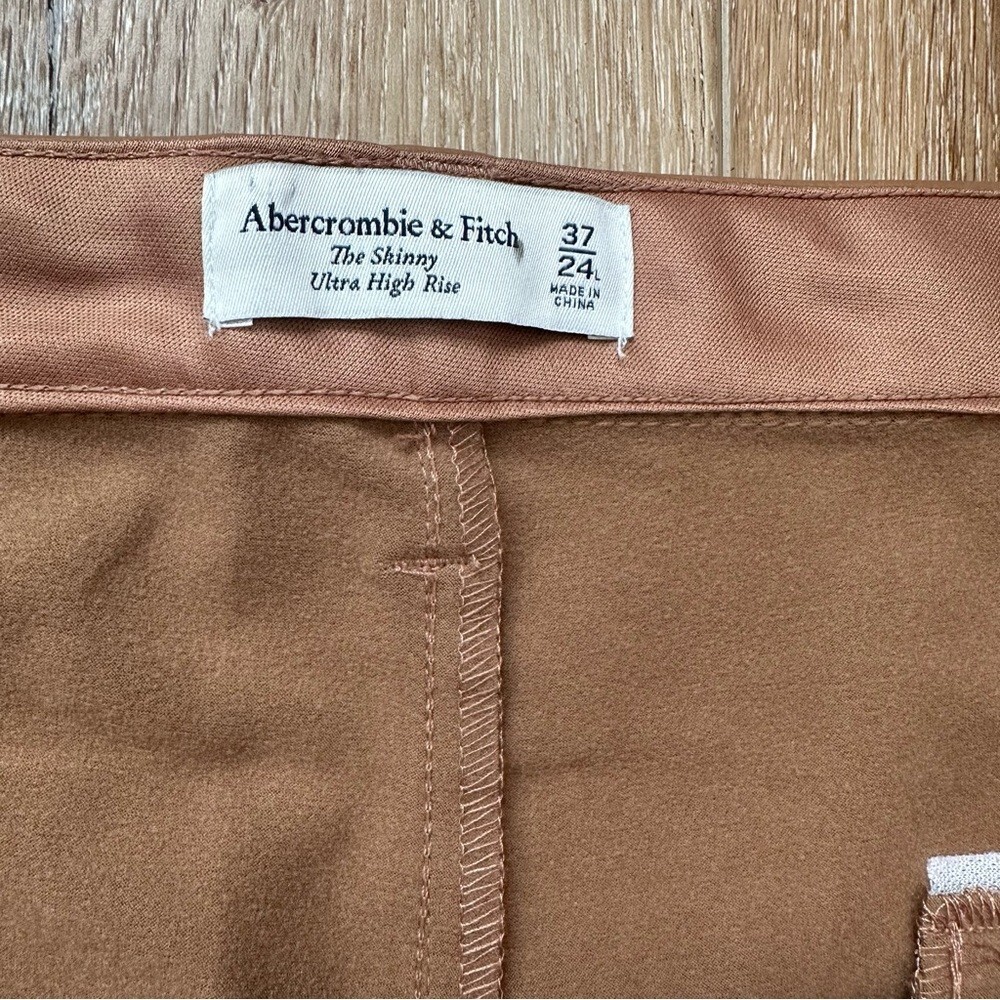 Abercrombie & Fitch
The Skinny
Ultra High Rise
37
24L
MADE IN
CHINA